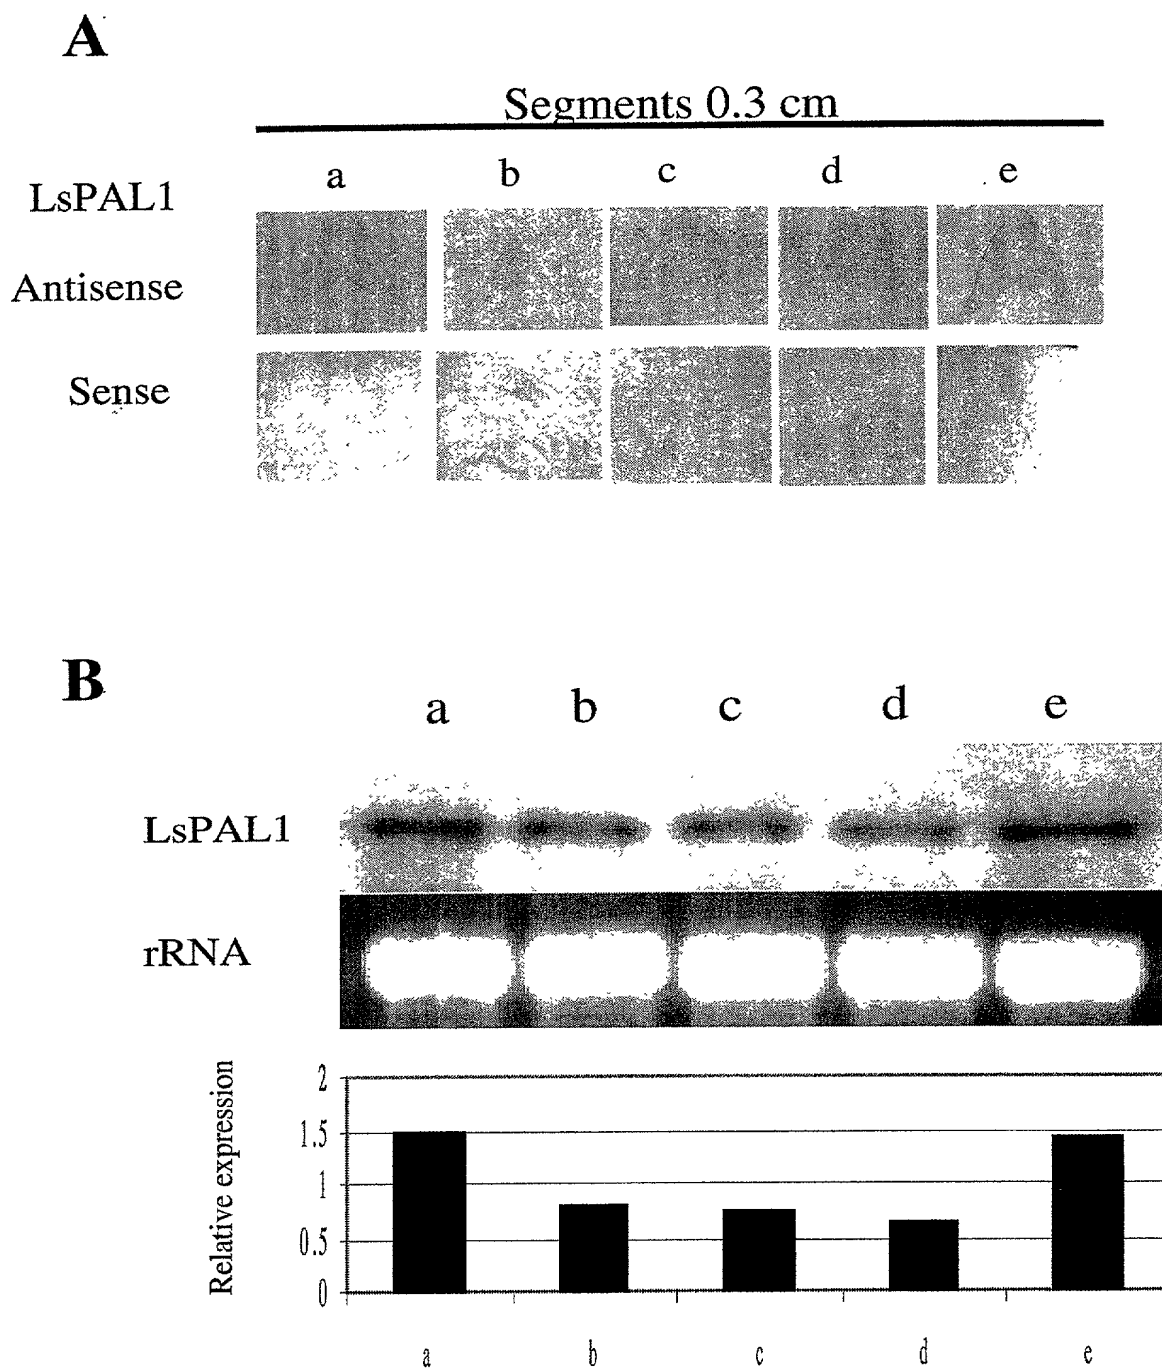 A
Segments 0.3 cm
a b c d e
LsPAL1
Antisense
Sense
B
a b c d e
LsPAL1
rRNA
Relative expression
2
1.5
1
0.5
0
a b c d e